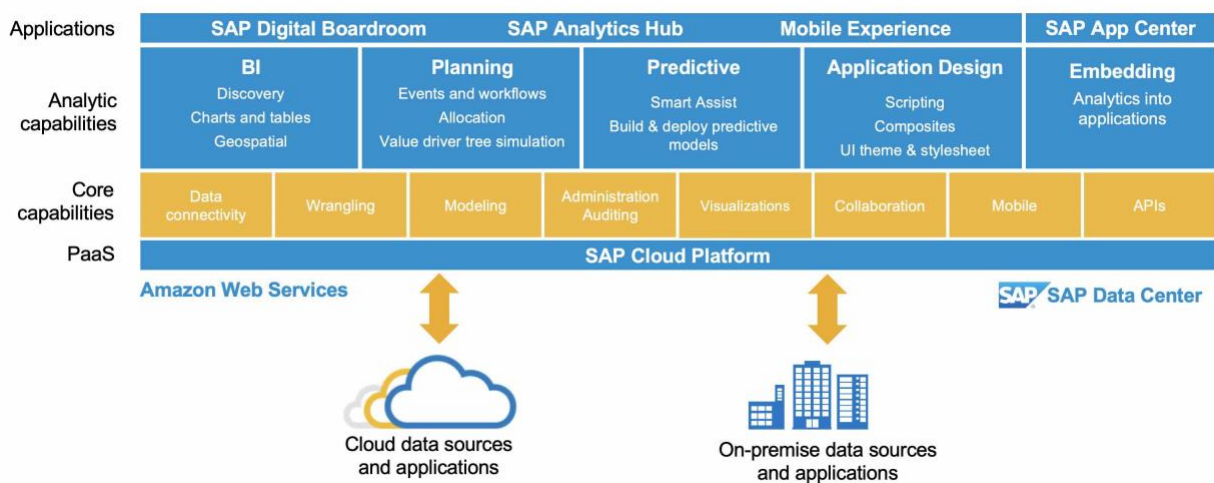 Applications
SAP Digital Boardroom
SAP Analytics Hub
Mobile Experience
SAP App Center
Analytic
capabilities
BI
Discovery
Charts and tables
Geospatial
Planning
Events and workflows
Allocation
Value driver tree simulation
Predictive
Smart Assist
Build & deploy predictive
models
Application Design
Scripting
Composites
UI theme & stylesheet
Embedding
Analytics into
applications
Core
capabilities
Data
connectivity
Wrangling
Modeling
Administration
Auditing
Visualizations
Collaboration
Mobile
APIs
PaaS
SAP Cloud Platform
Amazon Web Services
SAP SAP Data Center
Cloud data sources
and applications
On-premise data sources
and applications